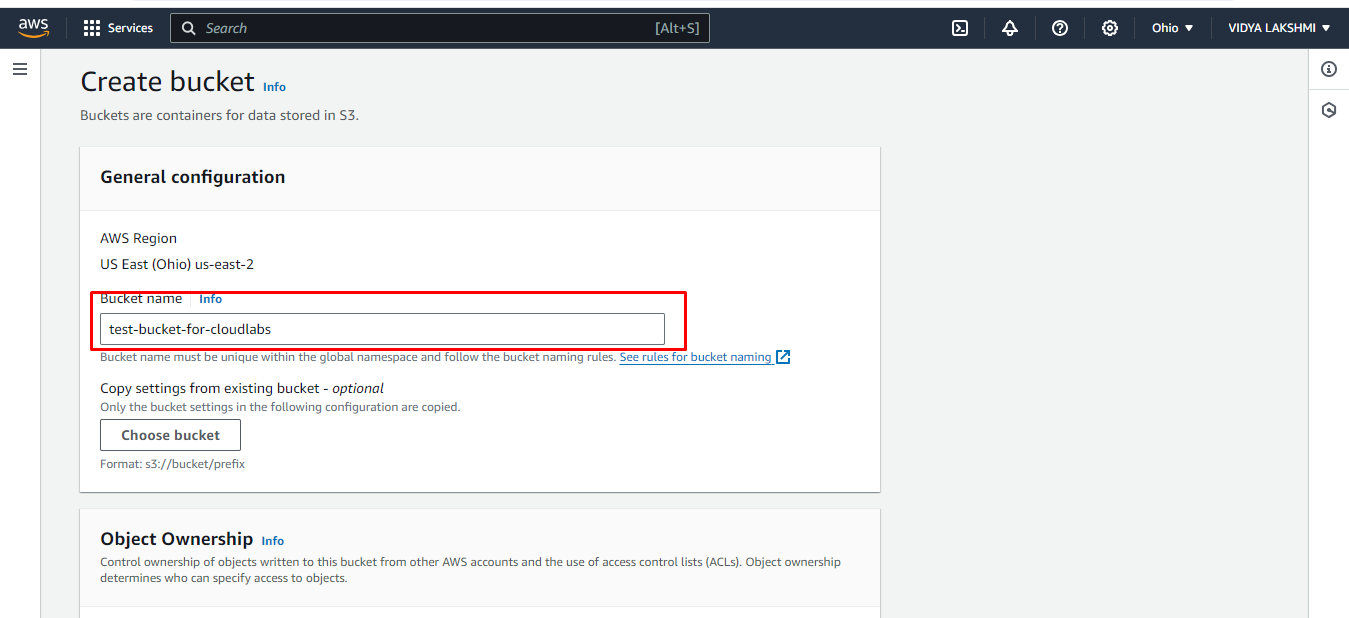 aws Services Search [Alt+S] Ohio VIDYA LAKSHMI
Create bucket Info
Buckets are containers for data stored in S3.
General configuration
AWS Region
US East (Ohio) us-east-2
Bucket name Info
test-bucket-for-cloudlabs
Bucket name must be unique within the global namespace and follow the bucket naming rules. See rules for bucket naming
Copy settings from existing bucket - optional
Only the bucket settings in the following configuration are copied.
Choose bucket
Format: s3://bucket/prefix
Object Ownership Info
Control ownership of objects written to this bucket from other AWS accounts and the use of access control lists (ACLs). Object ownership
determines who can specify access to objects.